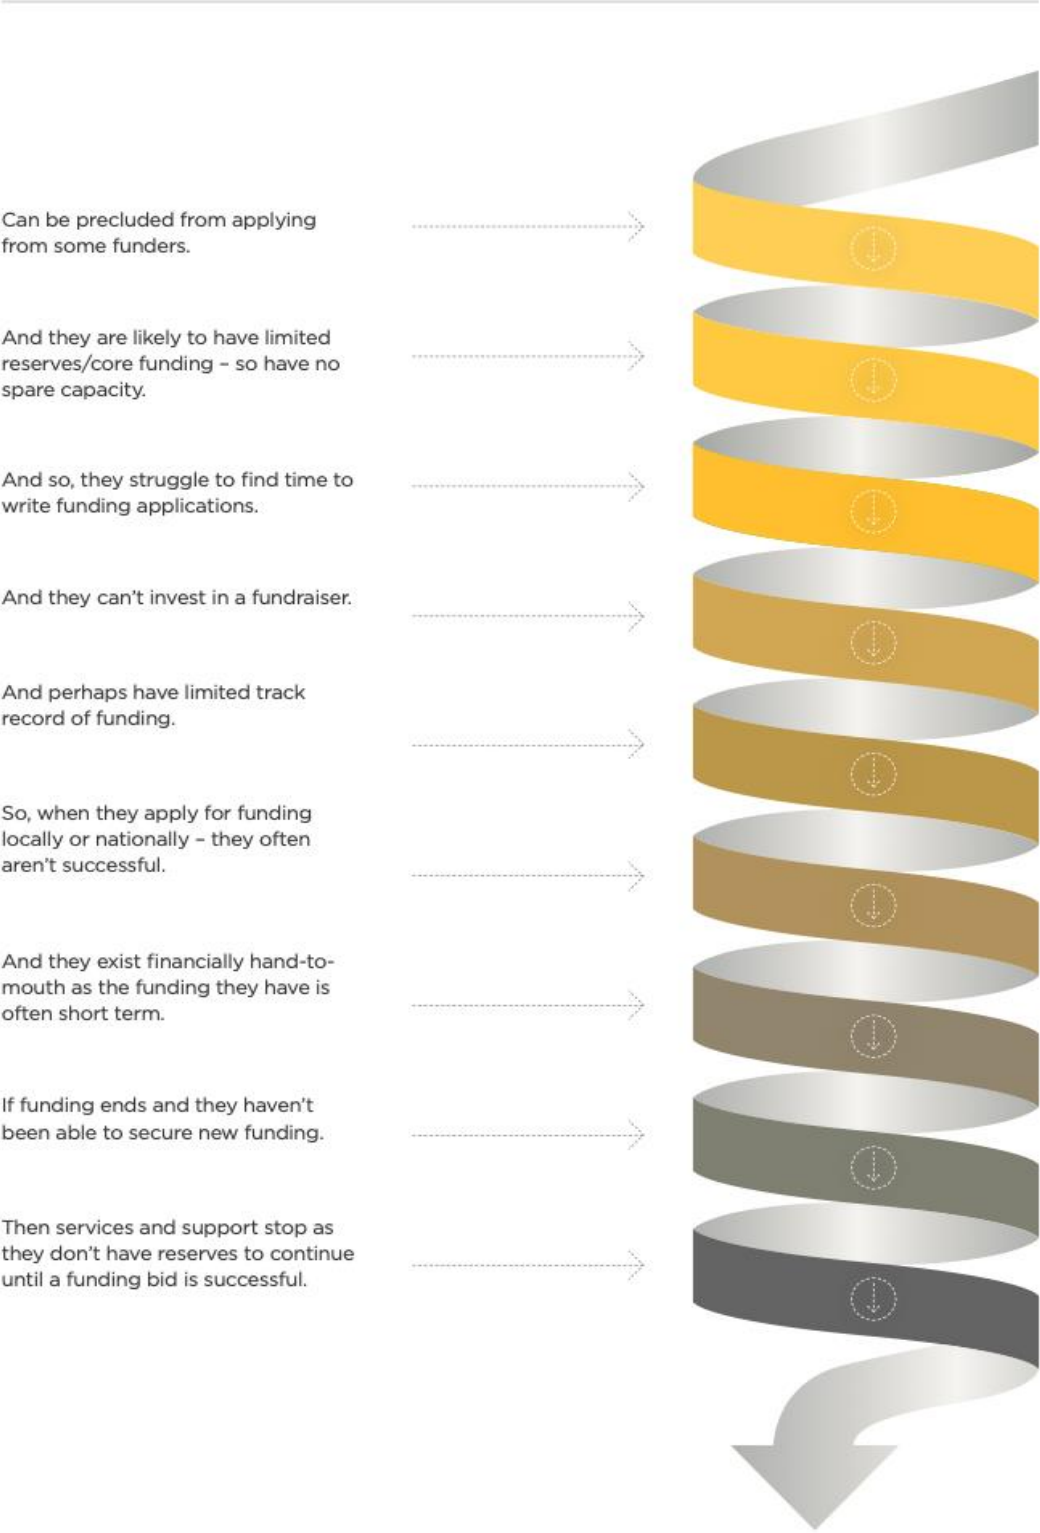 Can be precluded from applying
from some funders.
And they are likely to have limited
reserves/core funding – so have no
spare capacity.
And so, they struggle to find time to
write funding applications.
And they can’t invest in a fundraiser.
And perhaps have limited track
record of funding.
So, when they apply for funding
locally or nationally – they often
aren’t successful.
And they exist financially hand-to-
mouth as the funding they have is
often short term.
If funding ends and they haven’t
been able to secure new funding.
Then services and support stop as
they don’t have reserves to continue
until a funding bid is successful.